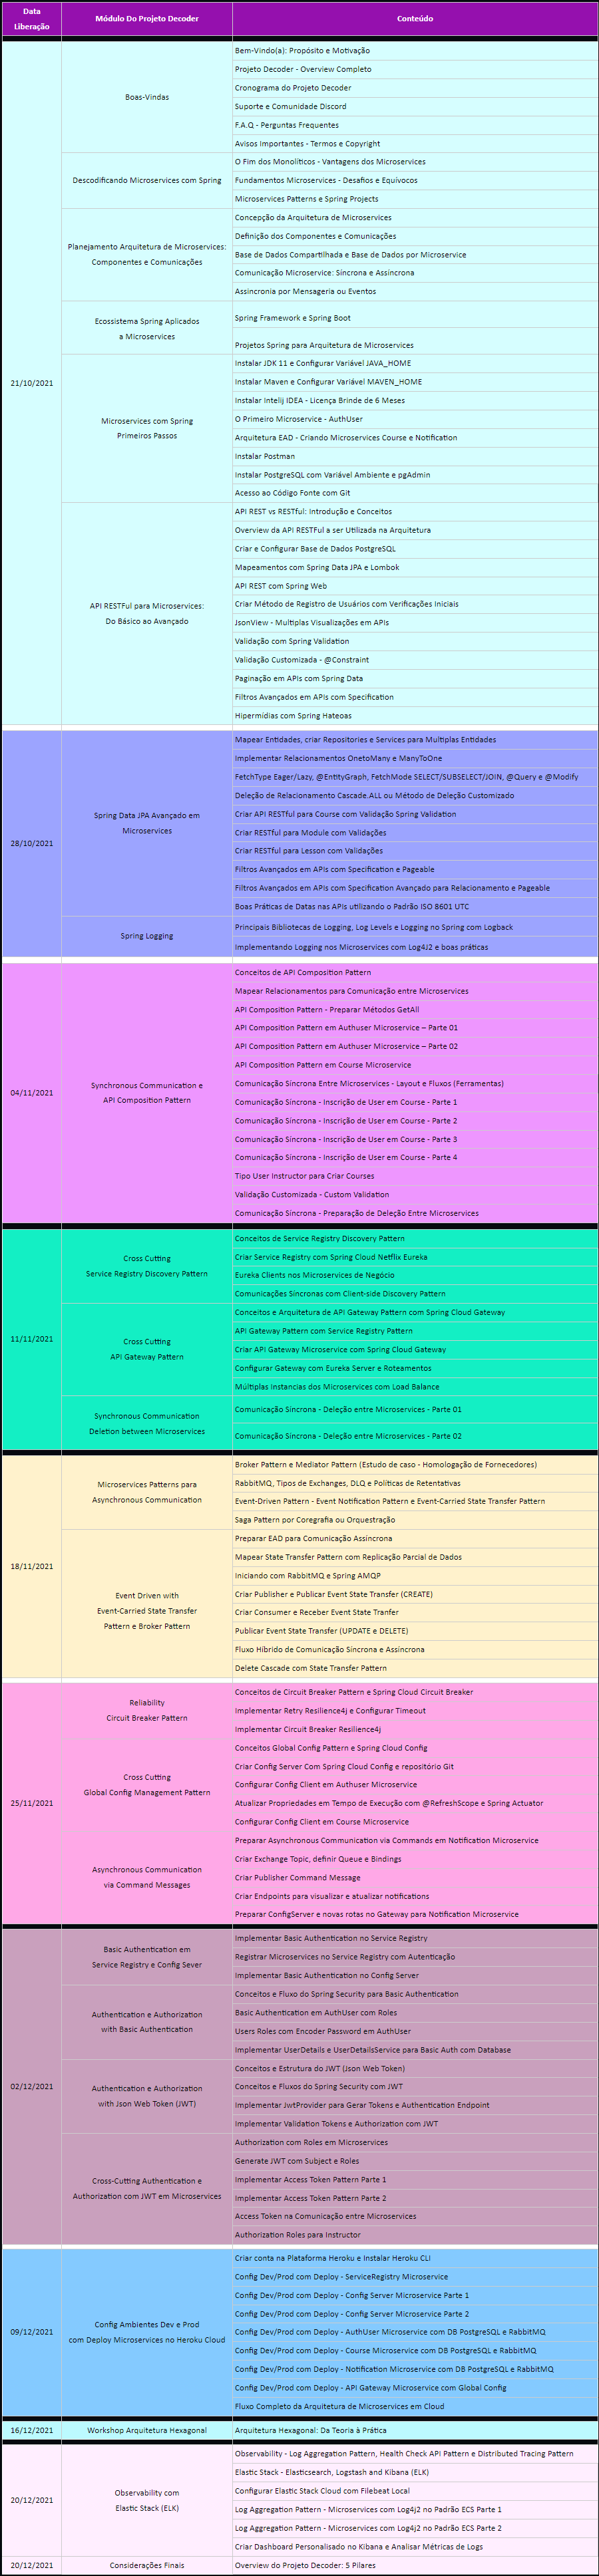 Data
Liberação
Módulo Do Projeto Decoder
Conteúdo
21/10/2021
Boas-Vindas
Bem-Vindo(a): Propósito e Motivação
Projeto Decoder - Overview Completo
Cronograma do Projeto Decoder
Suporte e Comunidade Discord
F.A.Q - Perguntas Frequentes
Avisos Importantes - Termos e Copyright
Descodificando Microservices com Spring
O Fim dos Monolíticos - Vantagens dos Microservices
Fundamentos Microservices - Desafios e Equívocos
Microservices Patterns e Spring Projects
Planejamento Arquitetura de Microservices:
Componentes e Comunicações
Concepção da Arquitetura de Microservices
Definição dos Componentes e Comunicações
Base de Dados Compartilhada e Base de Dados por Microservice
Comunicação Microservice: Síncrona e Assíncrona
Assincronia por Mensageria ou Eventos
Ecossistema Spring Aplicados
a Microservices
Spring Framework e Spring Boot
Projetos Spring para Arquitetura de Microservices
Microservices com Spring
Primeiros Passos
Instalar JDK 11 e Configurar Variável JAVA_HOME
Instalar Maven e Configurar Variável MAVEN_HOME
Instalar Intelij IDEA - Licença Brinde de 6 Meses
O Primeiro Microservice - AuthUser
Arquitetura EAD - Criando Microservices Course e Notification
Instalar Postman
Instalar PostgreSQL com Variável Ambiente e pgAdmin
Acesso ao Código Fonte com Git
API RESTFul para Microservices:
Do Básico ao Avançado
API REST vs RESTful: Introdução e Conceitos
Overview da API RESTFul a ser Utilizada na Arquitetura
Criar e Configurar Base de Dados PostgreSQL
Mapeamentos com Spring Data JPA e Lombok
API REST com Spring Web
Criar Método de Registro de Usuários com Verificações Iniciais
JsonView - Multiplas Visualizações em APIs
Validação com Spring Validation
Validação Customizada - @Constraint
Paginação em APIs com Spring Data
Filtros Avançados em APIs com Specification
Hipermídias com Spring Hateoas
28/10/2021
Spring Data JPA Avançado em
Microservices
Mapear Entidades, criar Repositories e Services para Multiplas Entidades
Implementar Relacionamentos OnetoMany e ManyToOne
FetchType Eager/Lazy, @EntityGraph, FetchMode SELECT/SUBSELECT/JOIN, @Query e @Modify
Deleção de Relacionamento Cascade.ALL ou Método de Deleção Customizado
Criar API RESTful para Course com Validação Spring Validation
Criar RESTful para Module com Validações
Criar RESTful para Lesson com Validações
Filtros Avançados em APIs com Specification e Pageable
Filtros Avançados em APIs com Specification Avançado para Relacionamento e Pageable
Boas Práticas de Datas nas APIs utilizando o Padrão ISO 8601 UTC
Spring Logging
Principais Bibliotecas de Logging, Log Levels e Logging no Spring com Logback
Implementando Logging nos Microservices com Log4J2 e boas práticas
04/11/2021
Synchronous Communication e
API Composition Pattern
Conceitos de API Composition Pattern
Mapear Relacionamentos para Comunicação entre Microservices
API Composition Pattern - Preparar Métodos GetAll
API Composition Pattern em Authuser Microservice – Parte 01
API Composition Pattern em Authuser Microservice – Parte 02
API Composition Pattern em Course Microservice
Comunicação Síncrona Entre Microservices - Layout e Fluxos (Ferramentas)
Comunicação Síncrona - Inscrição de User em Course - Parte 1
Comunicação Síncrona - Inscrição de User em Course - Parte 2
Comunicação Síncrona - Inscrição de User em Course - Parte 3
Comunicação Síncrona - Inscrição de User em Course - Parte 4
Tipo User Instructor para Criar Courses
Validação Customizada - Custom Validation
Comunicação Síncrona - Preparação de Deleção Entre Microservices
11/11/2021
Cross Cutting
Service Registry Discovery Pattern
Conceitos de Service Registry Discovery Pattern
Criar Service Registry com Spring Cloud Netflix Eureka
Eureka Clients nos Microservices de Negócio
Comunicações Síncronas com Client-side Discovery Pattern
Cross Cutting
API Gateway Pattern
Conceitos e Arquitetura de API Gateway Pattern com Spring Cloud Gateway
API Gateway Pattern com Service Registry Pattern
Criar API Gateway Microservice com Spring Cloud Gateway
Configurar Gateway com Eureka Server e Roteamentos
Múltiplas Instancias dos Microservices com Load Balance
Synchronous Communication
Deletion between Microservices
Comunicação Síncrona - Deleção entre Microservices - Parte 01
Comunicação Síncrona - Deleção entre Microservices - Parte 02
18/11/2021
Microservices Patterns para
Asynchronous Communication
Broker Pattern e Mediator Pattern (Estudo de caso - Homologação de Fornecedores)
RabbitMQ, Tipos de Exchanges, DLQ e Políticas de Retentativas
Event-Driven Pattern - Event Notification Pattern e Event-Carried State Transfer Pattern
Saga Pattern por Coregrafia ou Orquestração
Event Driven with
Event-Carried State Transfer
Pattern e Broker Pattern
Preparar EAD para Comunicação Assíncrona
Mapear State Transfer Pattern com Replicação Parcial de Dados
Iniciando com RabbitMQ e Spring AMQP
Criar Publisher e Publicar Event State Transfer (CREATE)
Criar Consumer e Receber Event State Tranfer
Publicar Event State Transfer (UPDATE e DELETE)
Fluxo Híbrido de Comunicação Síncrona e Assíncrona
Delete Cascade com State Transfer Pattern
25/11/2021
Reliability
Circuit Breaker Pattern
Conceitos de Circuit Breaker Pattern e Spring Cloud Circuit Breaker
Implementar Retry Resilience4j e Configurar Timeout
Implementar Circuit Breaker Resilience4j
Cross Cutting
Global Config Management Pattern
Conceitos Global Config Pattern e Spring Cloud Config
Criar Config Server Com Spring Cloud Config e repositório Git
Configurar Config Client em Authuser Microservice
Atualizar Propriedades em Tempo de Execução com @RefreshScope e Spring Actuator
Configurar Config Client em Course Microservice
Asynchronous Communication
via Command Messages
Preparar Asynchronous Communication via Commands em Notification Microservice
Criar Exchange Topic, definir Queue e Bindings
Criar Publisher Command Message
Criar Endpoints para visualizar e atualizar notifications
Preparar ConfigServer e novas rotas no Gateway para Notification Microservice
02/12/2021
Basic Authentication em
Service Registry e Config Sever
Implementar Basic Authentication no Service Registry
Registrar Microservices no Service Registry com Autenticação
Implementar Basic Authentication no Config Server
Authentication e Authorization
with Basic Authentication
Conceitos e Fluxo do Spring Security para Basic Authentication
Basic Authentication em AuthUser com Roles
Users Roles com Encoder Password em AuthUser
Implementar UserDetails e UserDetailsService para Basic Auth com Database
Authentication e Authorization
with Json Web Token (JWT)
Conceitos e Estrutura do JWT (Json Web Token)
Conceitos e Fluxos do Spring Security com JWT
Implementar JwtProvider para Gerar Tokens e Authentication Endpoint
Implementar Validation Tokens e Authorization com JWT
Cross-Cutting Authentication e
Authorization com JWT em Microservices
Authorization com Roles em Microservices
Generate JWT com Subject e Roles
Implementar Access Token Pattern Parte 1
Implementar Access Token Pattern Parte 2
Access Token na Comunicação entre Microservices
Authorization Roles para Instructor
09/12/2021
Config Ambientes Dev e Prod
com Deploy Microservices no Heroku Cloud
Criar conta na Plataforma Heroku e Instalar Heroku CLI
Config Dev/Prod com Deploy - ServiceRegistry Microservice
Config Dev/Prod com Deploy - Config Server Microservice Parte 1
Config Dev/Prod com Deploy - Config Server Microservice Parte 2
Config Dev/Prod com Deploy - AuthUser Microservice com DB PostgreSQL e RabbitMQ
Config Dev/Prod com Deploy - Course Microservice com DB PostgreSQL e RabbitMQ
Config Dev/Prod com Deploy - Notification Microservice com DB PostgreSQL e RabbitMQ
Config Dev/Prod com Deploy - API Gateway Microservice com Global Config
Fluxo Completo da Arquitetura de Microservices em Cloud
16/12/2021
Workshop Arquitetura Hexagonal
Arquitetura Hexagonal: Da Teoria à Prática
20/12/2021
Observability com
Elastic Stack (ELK)
Observability - Log Aggregation Pattern, Health Check API Pattern e Distributed Tracing Pattern
Elastic Stack - Elasticsearch, Logstash and Kibana (ELK)
Configurar Elastic Stack Cloud com Filebeat Local
Log Aggregation Pattern - Microservices com Log4j2 no Padrão ECS Parte 1
Log Aggregation Pattern - Microservices com Log4j2 no Padrão ECS Parte 2
Criar Dashboard Personalisado no Kibana e Analisar Métricas de Logs
20/12/2021
Considerações Finais
Overview do Projeto Decoder: 5 Pilares